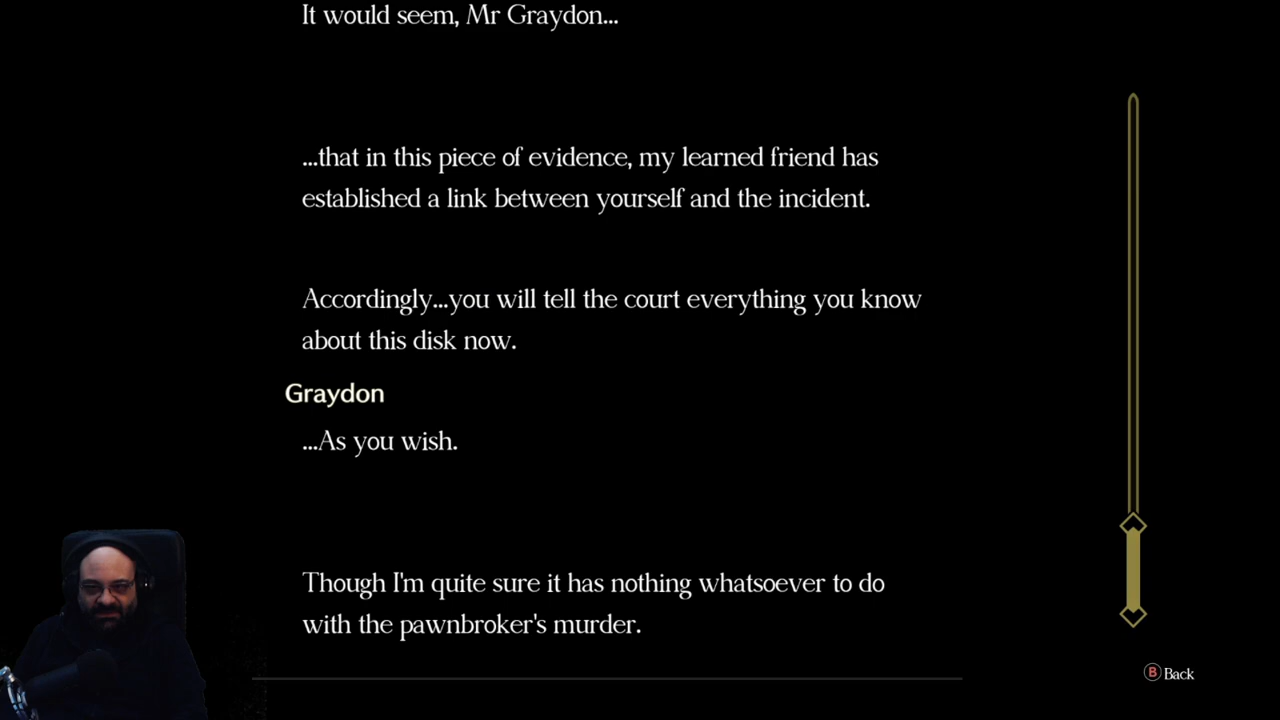 It would seem, Mr Graydon...
...that in this piece of evidence, my learned friend has
established a link between yourself and the incident.
Accordingly...you will tell the court everything you know
about this disk now.
Graydon
...As you wish.
Though I'm quite sure it has nothing whatsoever to do
with the pawnbroker's murder.
B Back